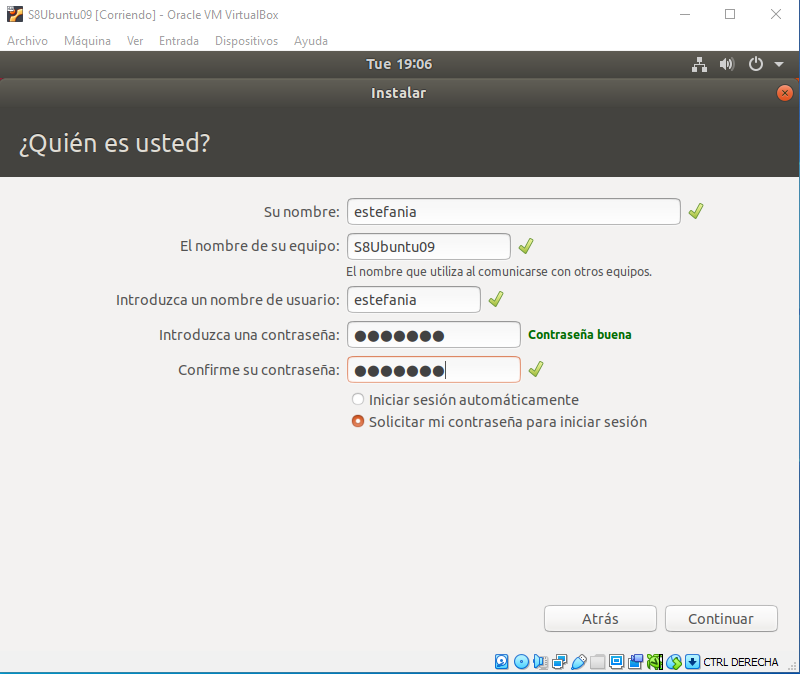 S8Ubuntu09 [Corriendo] - Oracle VM VirtualBox
Archivo Máquina Ver Entrada Dispositivos Ayuda
Tue 19:06
Instalar
¿Quién es usted?
Su nombre: estefania
El nombre de su equipo: S8Ubuntu09
El nombre que utiliza al comunicarse con otros equipos.
Introduzca un nombre de usuario: estefania
Introduzca una contraseña: ●●●●●●● Contraseña buena
Confirme su contraseña: ●●●●●●●
Iniciar sesión automáticamente
Solicitar mi contraseña para iniciar sesión
Atrás Continuar
CTRL DERECHA